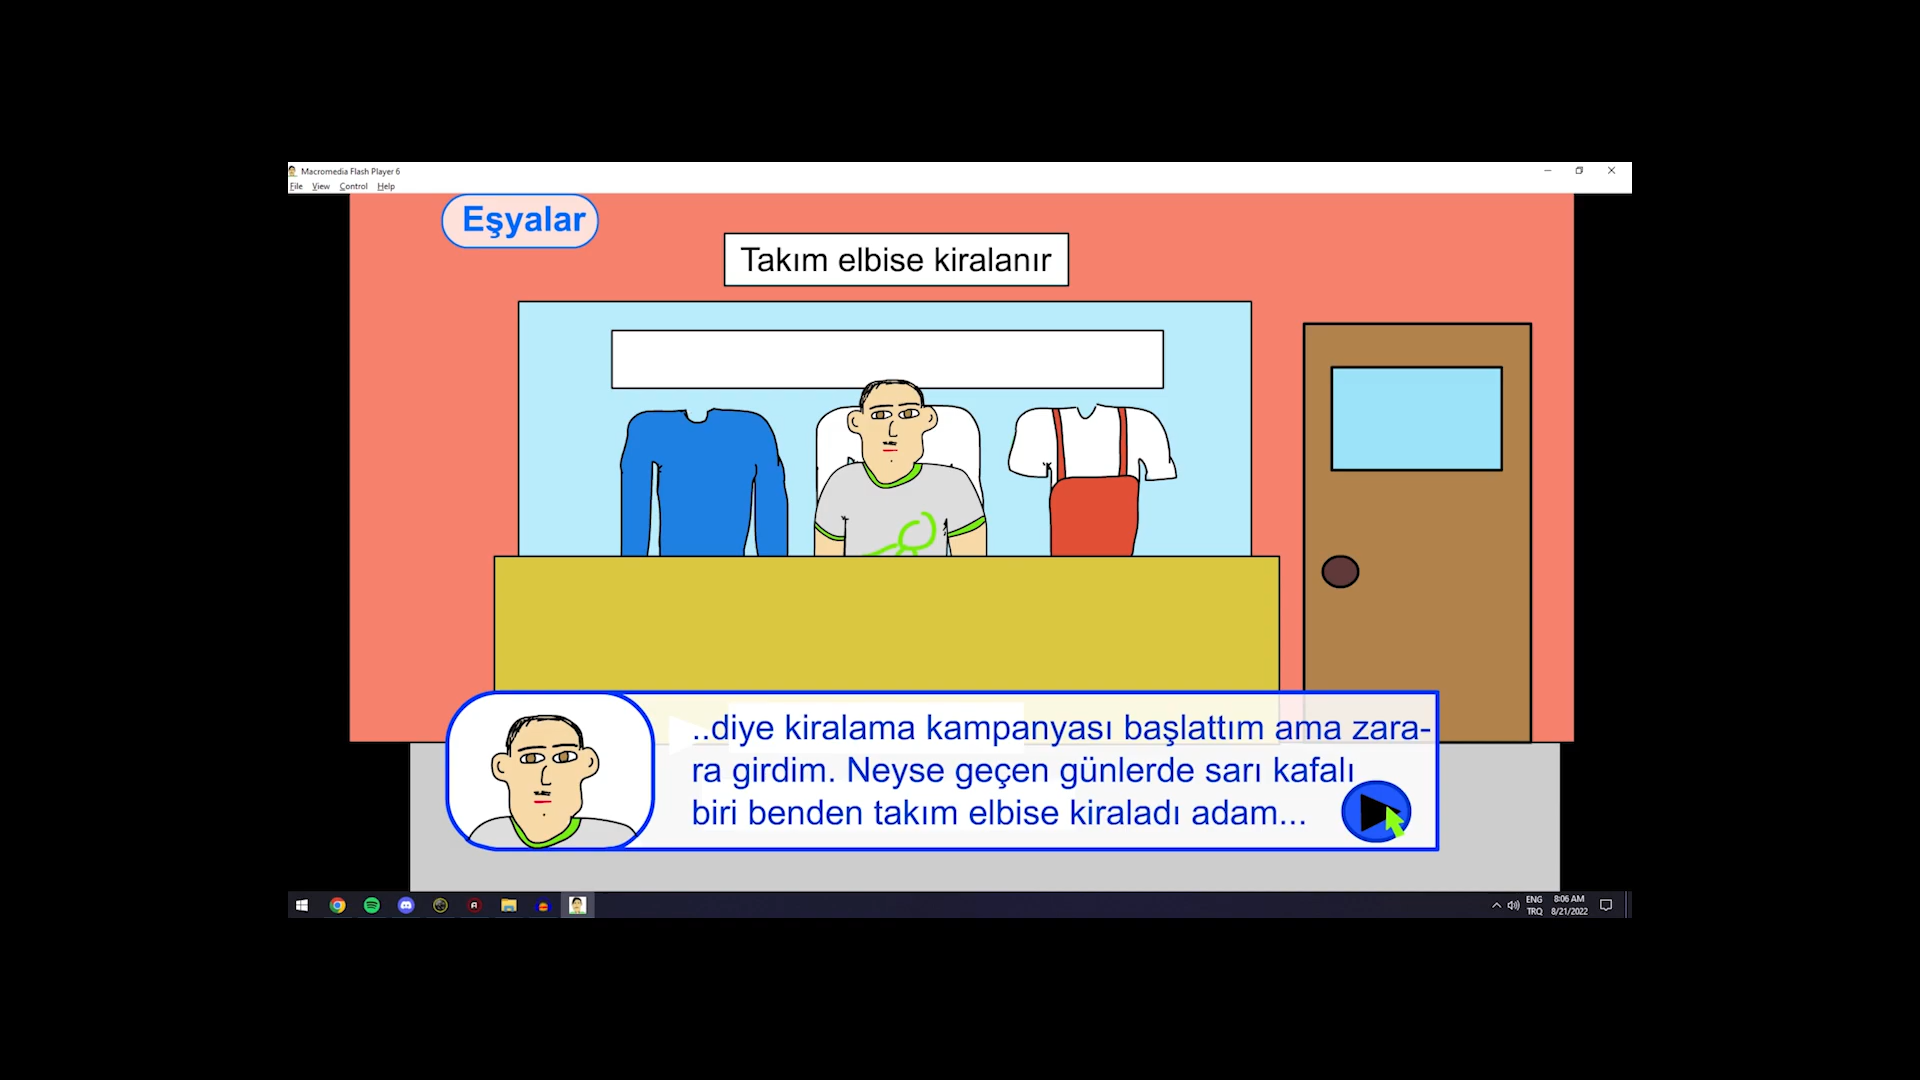 Macromedia Flash Player 6
File View Control Help
Eşyalar
Takım elbise kiralanır
..diye kiralama kampanyası başlattım ama zara-
ra girdim. Neyse geçen günlerde sarı kafalı
biri benden takım elbise kiraladı adam...
ENG
TRQ
8:06 AM
8/21/2022